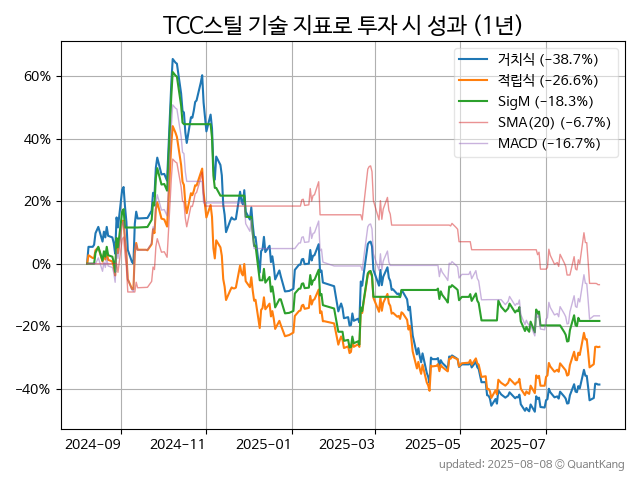 TCC스틸 기술 지표로 투자 시 성과 (1년)
거치식 (−38.7%)
적립식 (−26.6%)
SigM (−18.3%)
SMA(20) (−6.7%)
MACD (−16.7%)
60%
40%
20%
0%
−20%
−40%
2024-09 2024-11 2025-01 2025-03 2025-05 2025-07
updated: 2025-08-08 © QuantKang